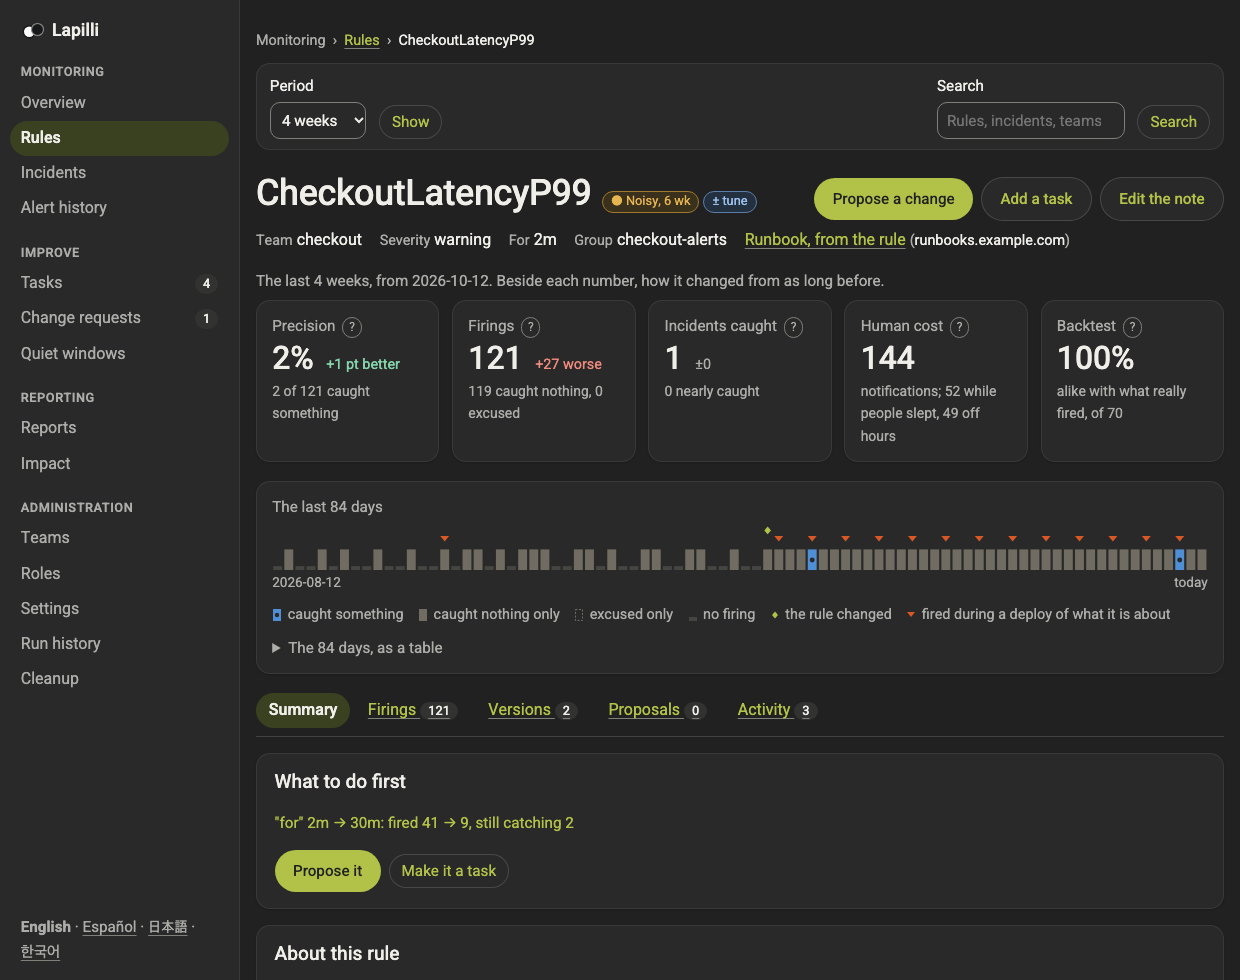 Lapilli
MONITORING
Overview
Rules
Incidents
Alert history
IMPROVE
Tasks 4
Change requests 1
Quiet windows
REPORTING
Reports
Impact
ADMINISTRATION
Teams
Roles
Settings
Run history
Cleanup
English · Español · 日本語 ·
한국어
Monitoring › Rules › CheckoutLatencyP99
Period
4 weeks
Show
Search
Rules, incidents, teams
Search
CheckoutLatencyP99
Noisy, 6 wk
± tune
Propose a change
Add a task
Edit the note
Team checkout Severity warning For 2m Group checkout-alerts Runbook, from the rule (runbooks.example.com)
The last 4 weeks, from 2026-10-12. Beside each number, how it changed from as long before.
Precision ?
2% +1 pt better
2 of 121 caught
something
Firings ?
121 +27 worse
119 caught nothing, 0
excused
Incidents caught ?
1 ±0
0 nearly caught
Human cost ?
144
notifications; 52 while
people slept, 49 off
hours
Backtest ?
100%
alike with what really
fired, of 70
The last 84 days
2026-08-12 today
caught something caught nothing only excused only no firing the rule changed fired during a deploy of what it is about
The 84 days, as a table
Summary
Firings 121
Versions 2
Proposals 0
Activity 3
What to do first
"for" 2m → 30m: fired 41 → 9, still catching 2
Propose it
Make it a task
About this rule